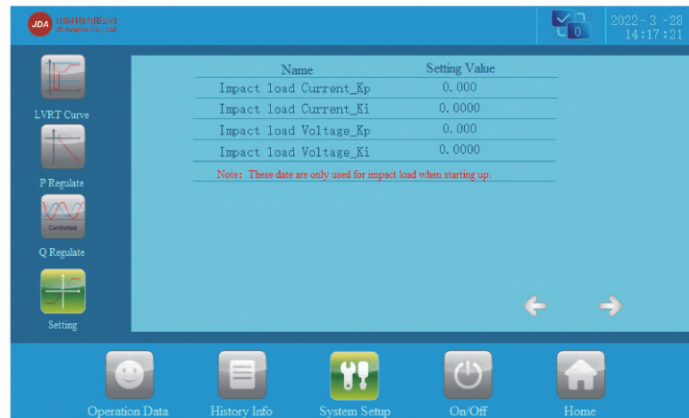 JDA
2022-3-28
14:17:21
0
Name Setting Value
Impact load Current_Kp 0.000
Impact load Current_Ki 0.0000
Impact load Voltage_Kp 0.000
Impact load Voltage_Ki 0.0000
Note: These date are only used for impact load when starting up.
LVRT Curve
P Regulate
Controlled
Q Regulate
Setting
Operation Data History Info System Setup On/Off Home